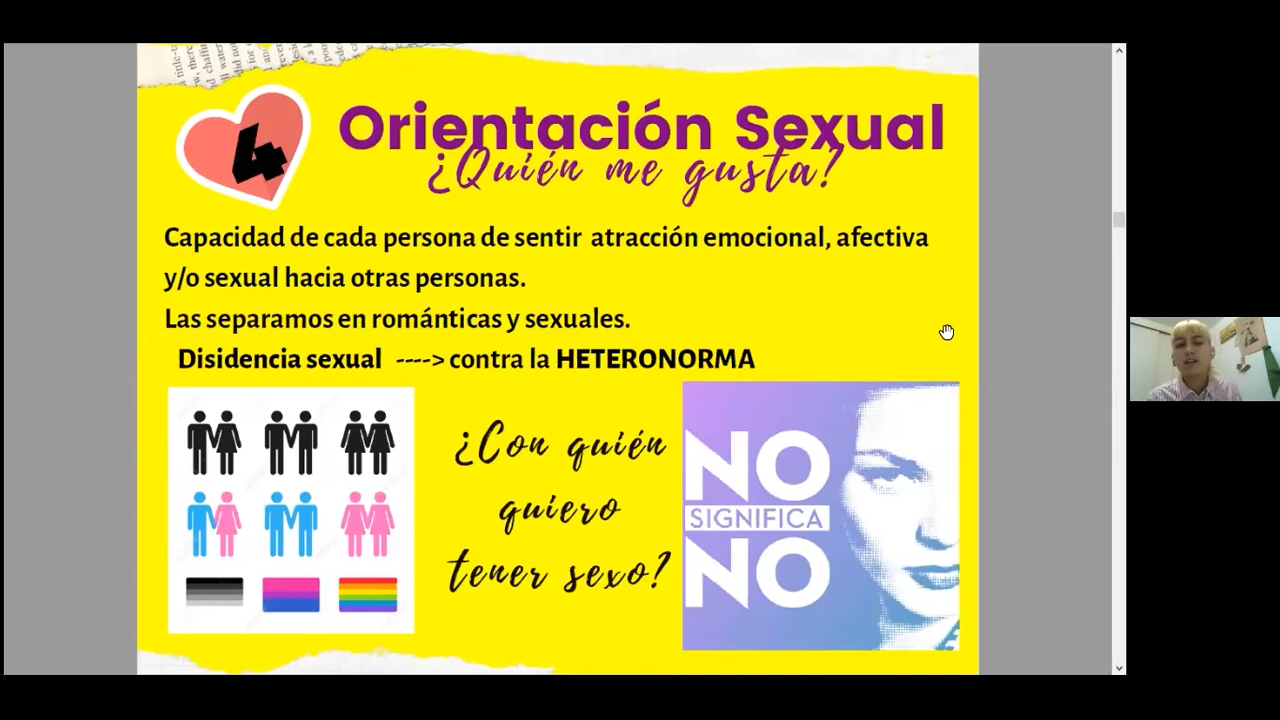 4
Orientación Sexual
¿Quién me gusta?
Capacidad de cada persona de sentir atracción emocional, afectiva
y/o sexual hacia otras personas.
Las separamos en románticas y sexuales.
Disidencia sexual ----> contra la HETERONORMA
¿Con quién
quiero
tener sexo?
NO
SIGNIFICA
NO